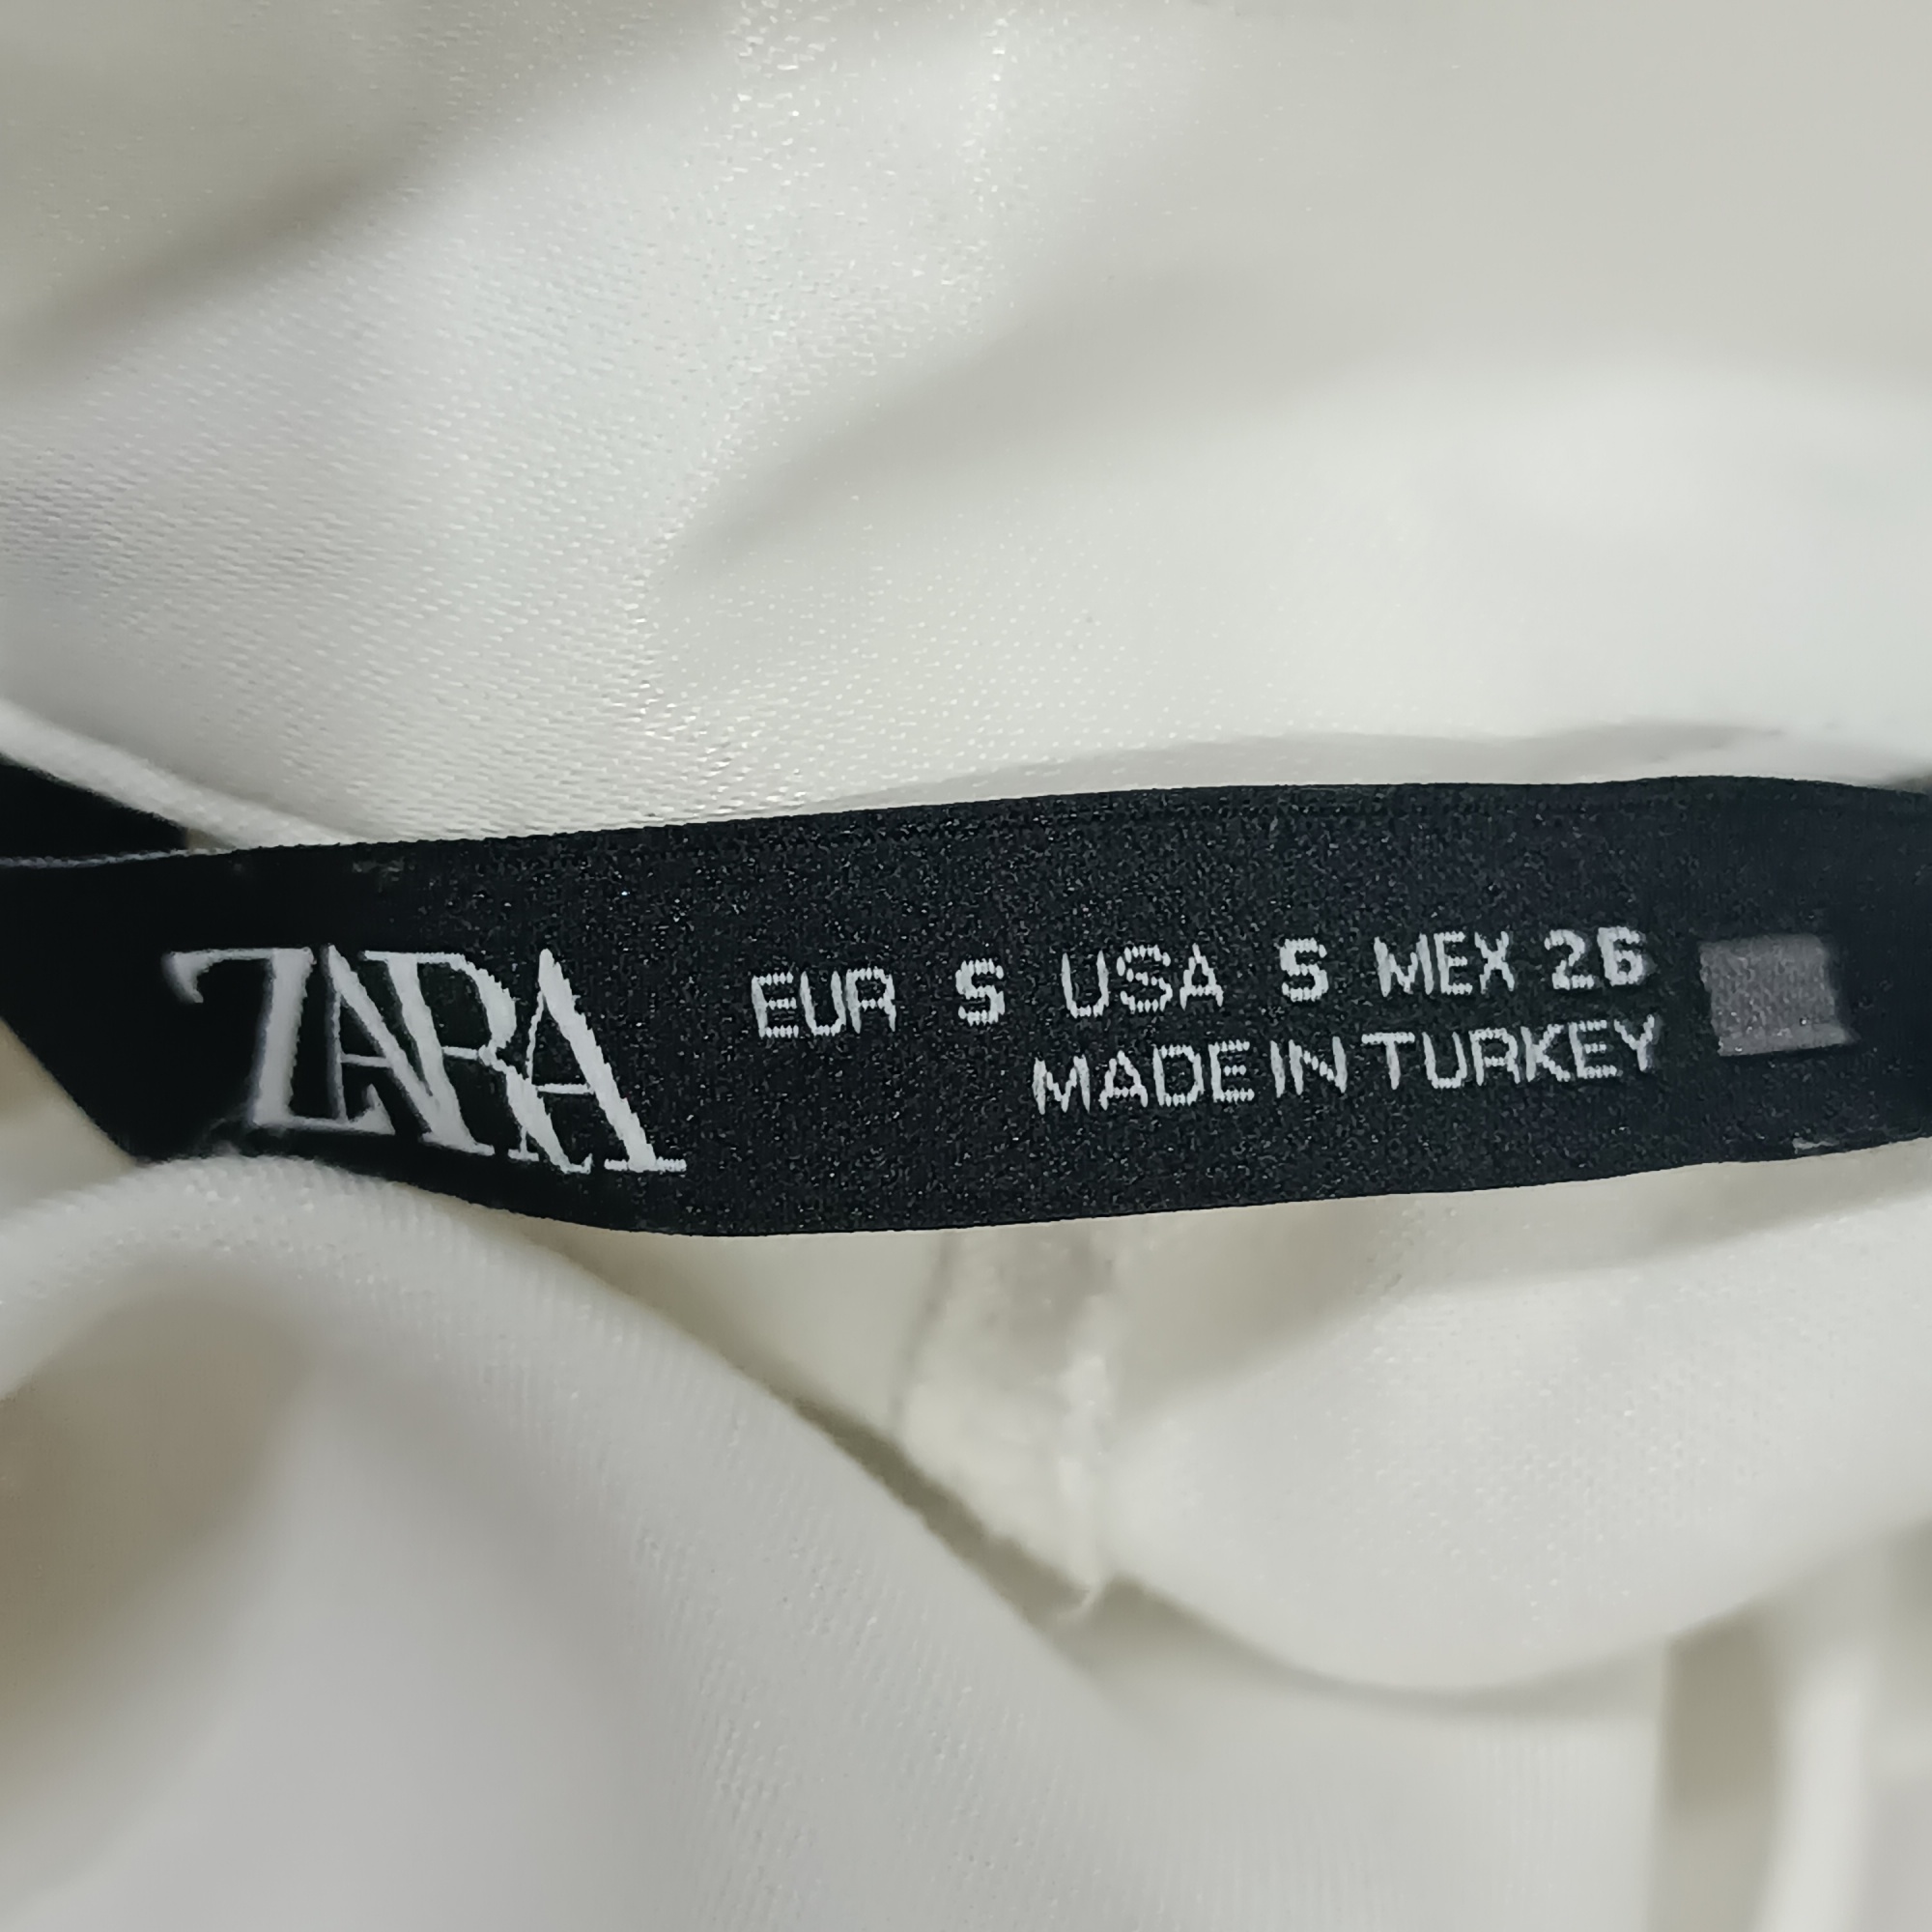 ZARA
EUR S USA S MEX 26
MADE IN TURKEY